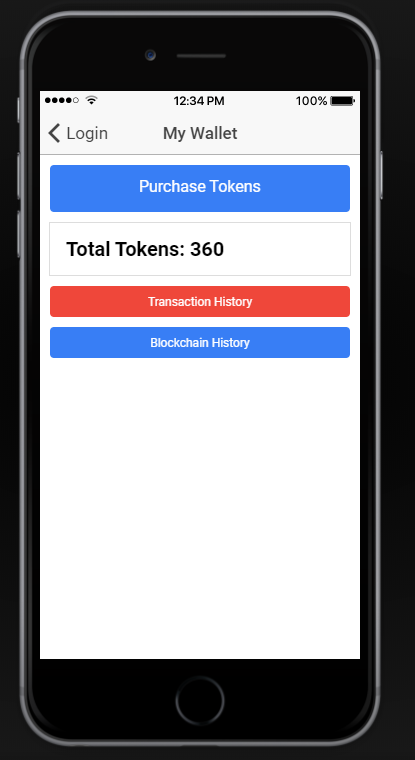 12:34 PM 100%
Login My Wallet
Purchase Tokens
Total Tokens: 360
Transaction History
Blockchain History